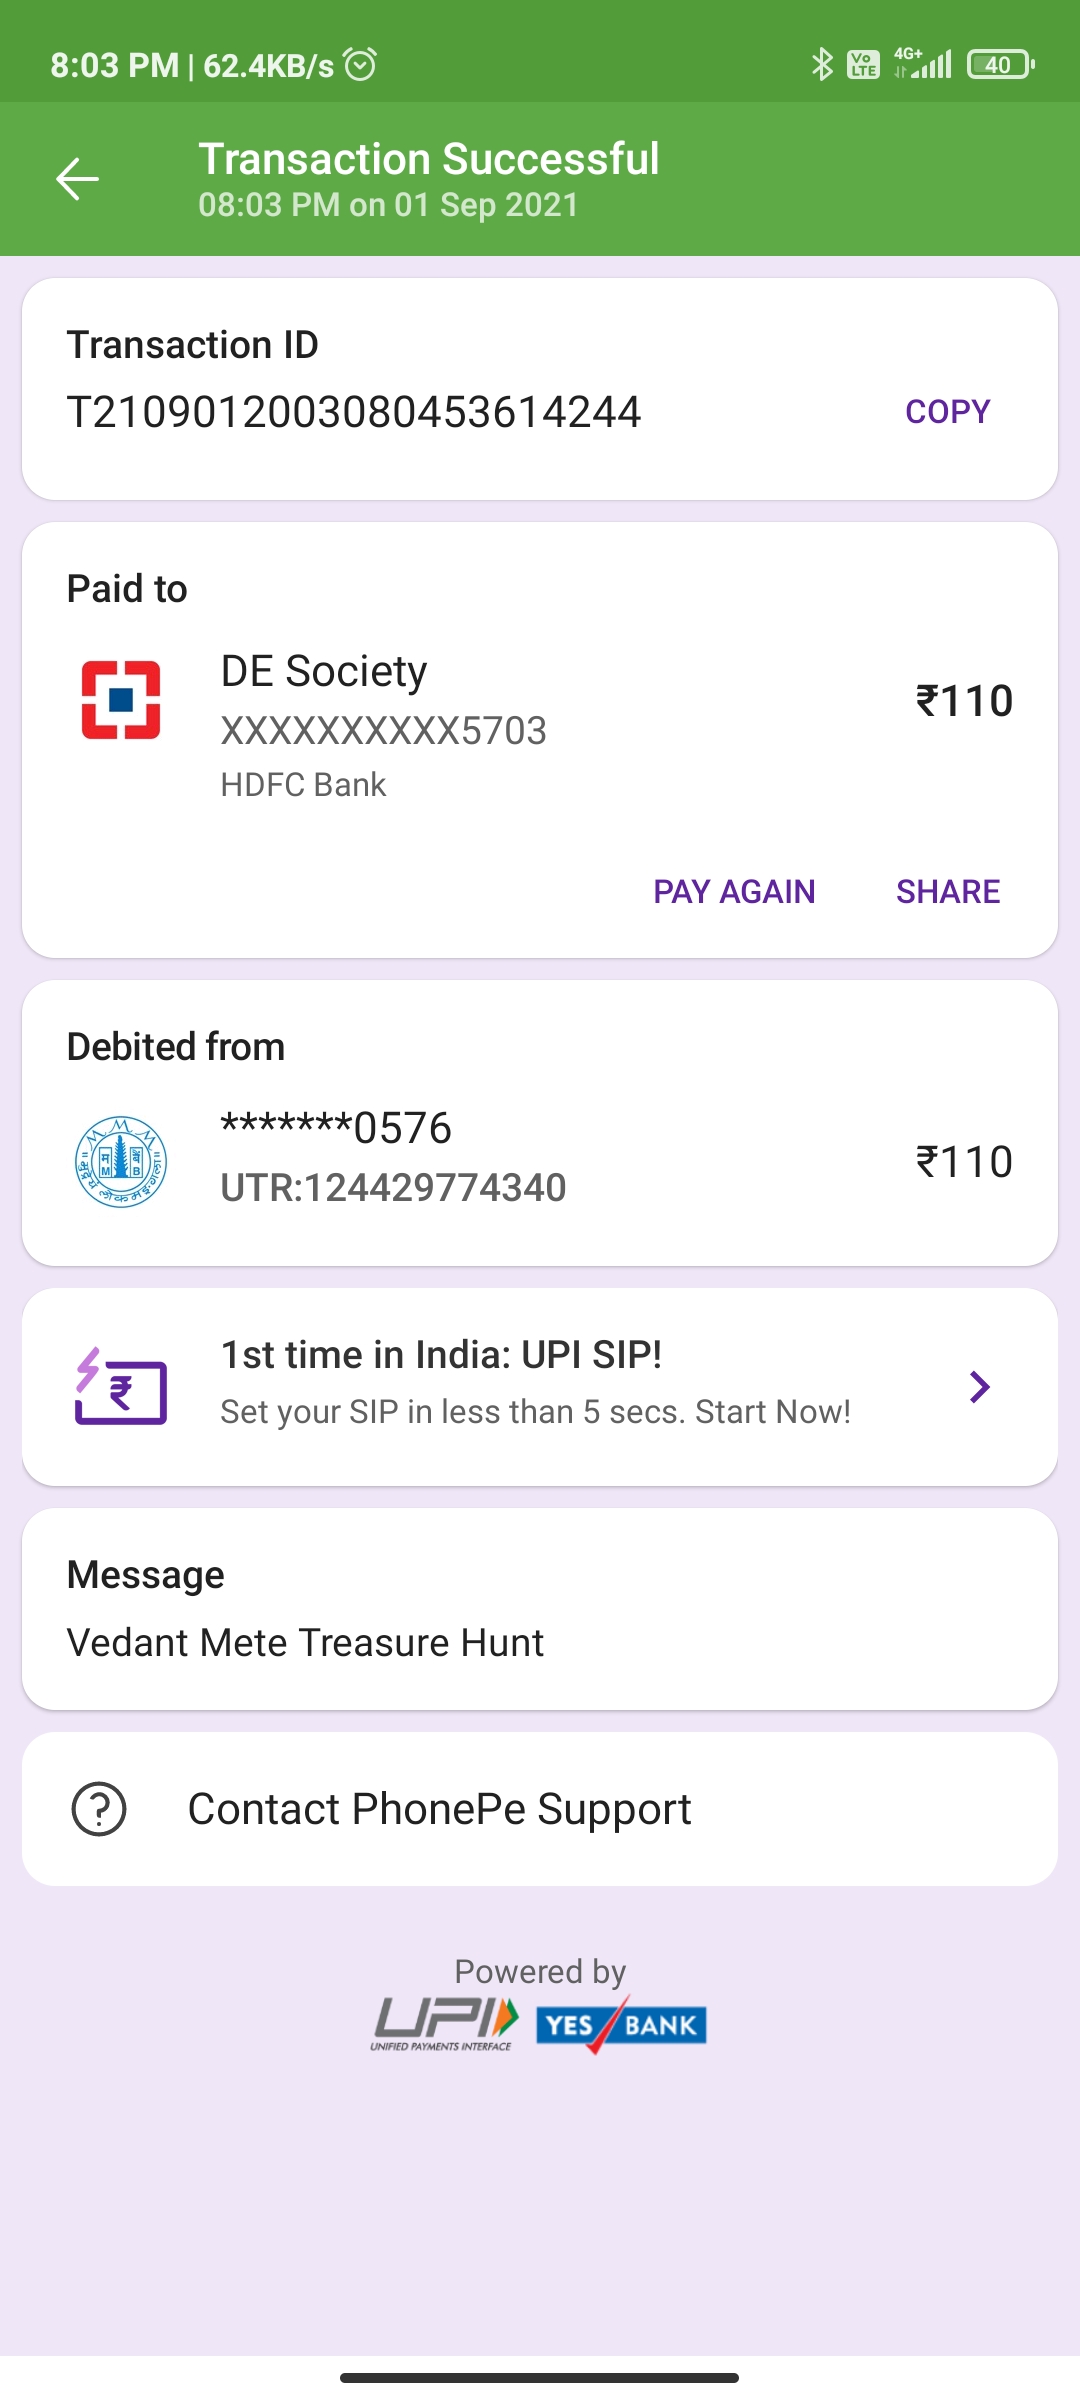 8:03 PM | 62.4KB/s
Vo LTE
4G+
40
Transaction Successful
08:03 PM on 01 Sep 2021
Transaction ID
T2109012003080453614244
COPY
Paid to
DE Society
₹110
XXXXXXXXXX5703
HDFC Bank
PAY AGAIN
SHARE
Debited from
*******0576
₹110
UTR:124429774340
1st time in India: UPI SIP!
Set your SIP in less than 5 secs. Start Now!
Message
Vedant Mete Treasure Hunt
Contact PhonePe Support
Powered by
UPI
UNIFIED PAYMENTS INTERFACE
YES BANK